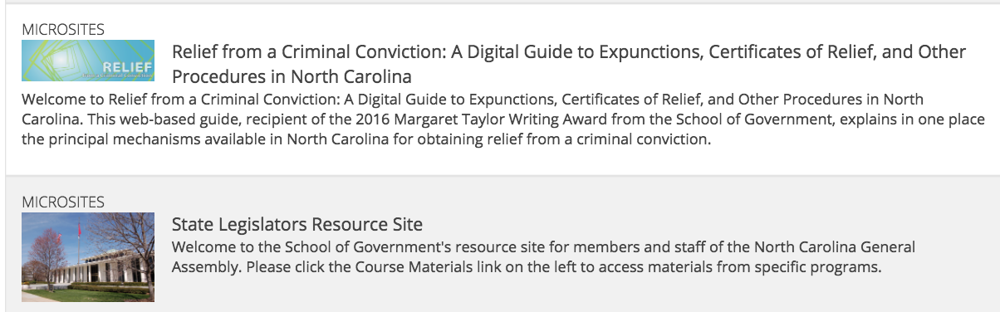 MICROSITES
RELIEF
Relief from a Criminal Conviction: A Digital Guide to Expunctions, Certificates of Relief, and Other
Procedures in North Carolina
Welcome to Relief from a Criminal Conviction: A Digital Guide to Expunctions, Certificates of Relief, and Other Procedures in North
Carolina. This web-based guide, recipient of the 2016 Margaret Taylor Writing Award from the School of Government, explains in one place
the principal mechanisms available in North Carolina for obtaining relief from a criminal conviction.
MICROSITES
State Legislators Resource Site
Welcome to the School of Government's resource site for members and staff of the North Carolina General
Assembly. Please click the Course Materials link on the left to access materials from specific programs.